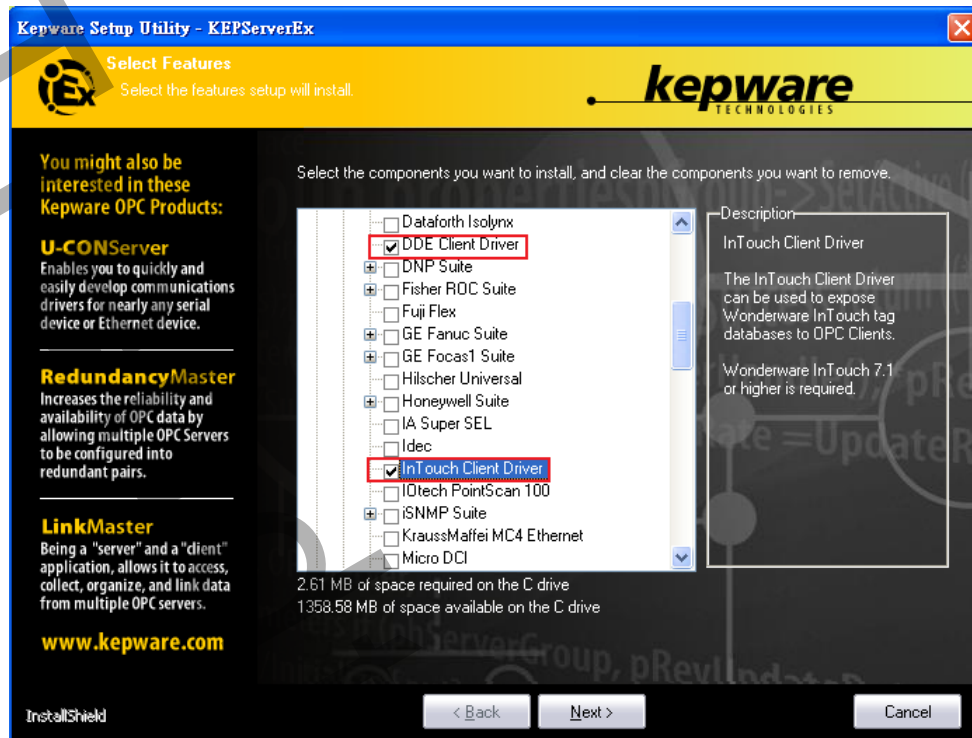 Kepware Setup Utility - KEPServerEx
Select Features
Select the features setup will install.
Ex
kepware
TECHNOLOGIES
You might also be
interested in these
Kepware OPC Products:
U-CONServer
Enables you to quickly and
easily develop communications
drivers for nearly any serial
device or Ethernet device.
RedundancyMaster
Increases the reliability and
availability of OPC data by
allowing multiple OPC Servers
to be configured into
redundant pairs.
LinkMaster
Being a "server" and a "client"
application, allows it to access,
collect, organize, and link data
from multiple OPC servers.
www.kepware.com
Select the components you want to install, and clear the components you want to remove.
Dataforth Isolynx
DDE Client Driver
DNP Suite
Fisher ROC Suite
Fuji Flex
GE Fanuc Suite
GE Focas1 Suite
Hilscher Universal
Honeywell Suite
IA Super SEL
Idec
InTouch Client Driver
IOtech PointScan 100
iSNMP Suite
KraussMaffei MC4 Ethernet
Micro DCI
Description
InTouch Client Driver
The InTouch Client Driver
can be used to expose
Wonderware InTouch tag
databases to OPC Clients.
Wonderware InTouch 7.1
or higher is required.
2.61 MB of space required on the C drive
1358.58 MB of space available on the C drive
InstallShield
< Back
Next >
Cancel